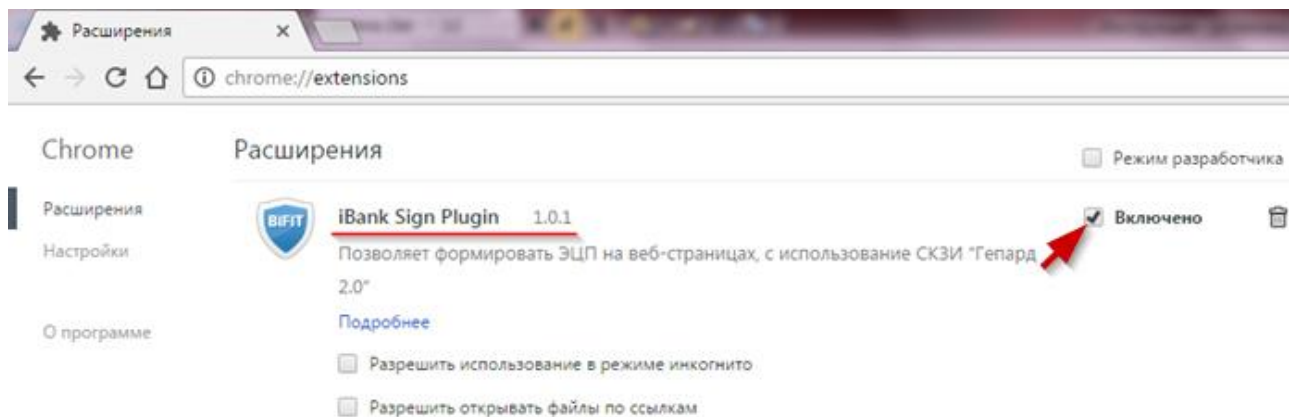 Расширения
chrome://extensions
Chrome
Расширения
Режим разработчика
Расширения
BIFIT
iBank Sign Plugin 1.0.1
Включено
Настройки
Позволяет формировать ЭЦП на веб-страницах, с использование СКЗИ "Гепард
2.0"
Подробнее
О программе
Разрешить использование в режиме инкогнито
Разрешить открывать файлы по ссылкам